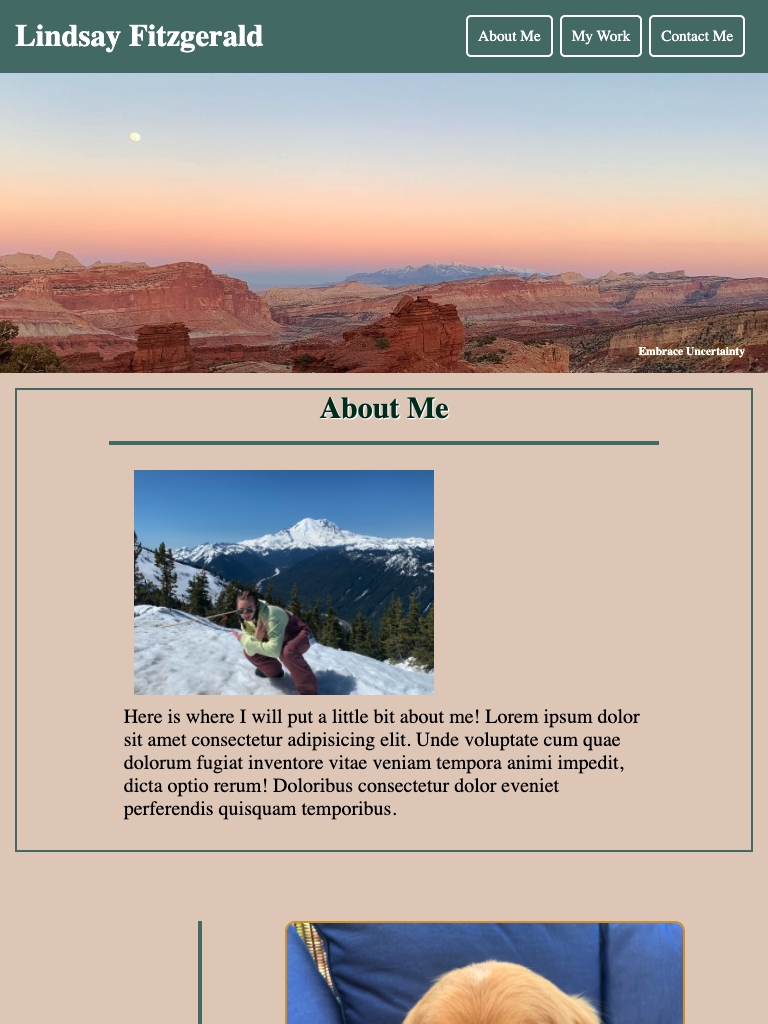 Lindsay Fitzgerald
About Me
My Work
Contact Me
Embrace Uncertainty
About Me
Here is where I will put a little bit about me! Lorem ipsum dolor
sit amet consectetur adipisicing elit. Unde voluptate cum quae
dolorum fugiat inventore vitae veniam tempora animi impedit,
dicta optio rerum! Doloribus consectetur dolor eveniet
perferendis quisquam temporibus.